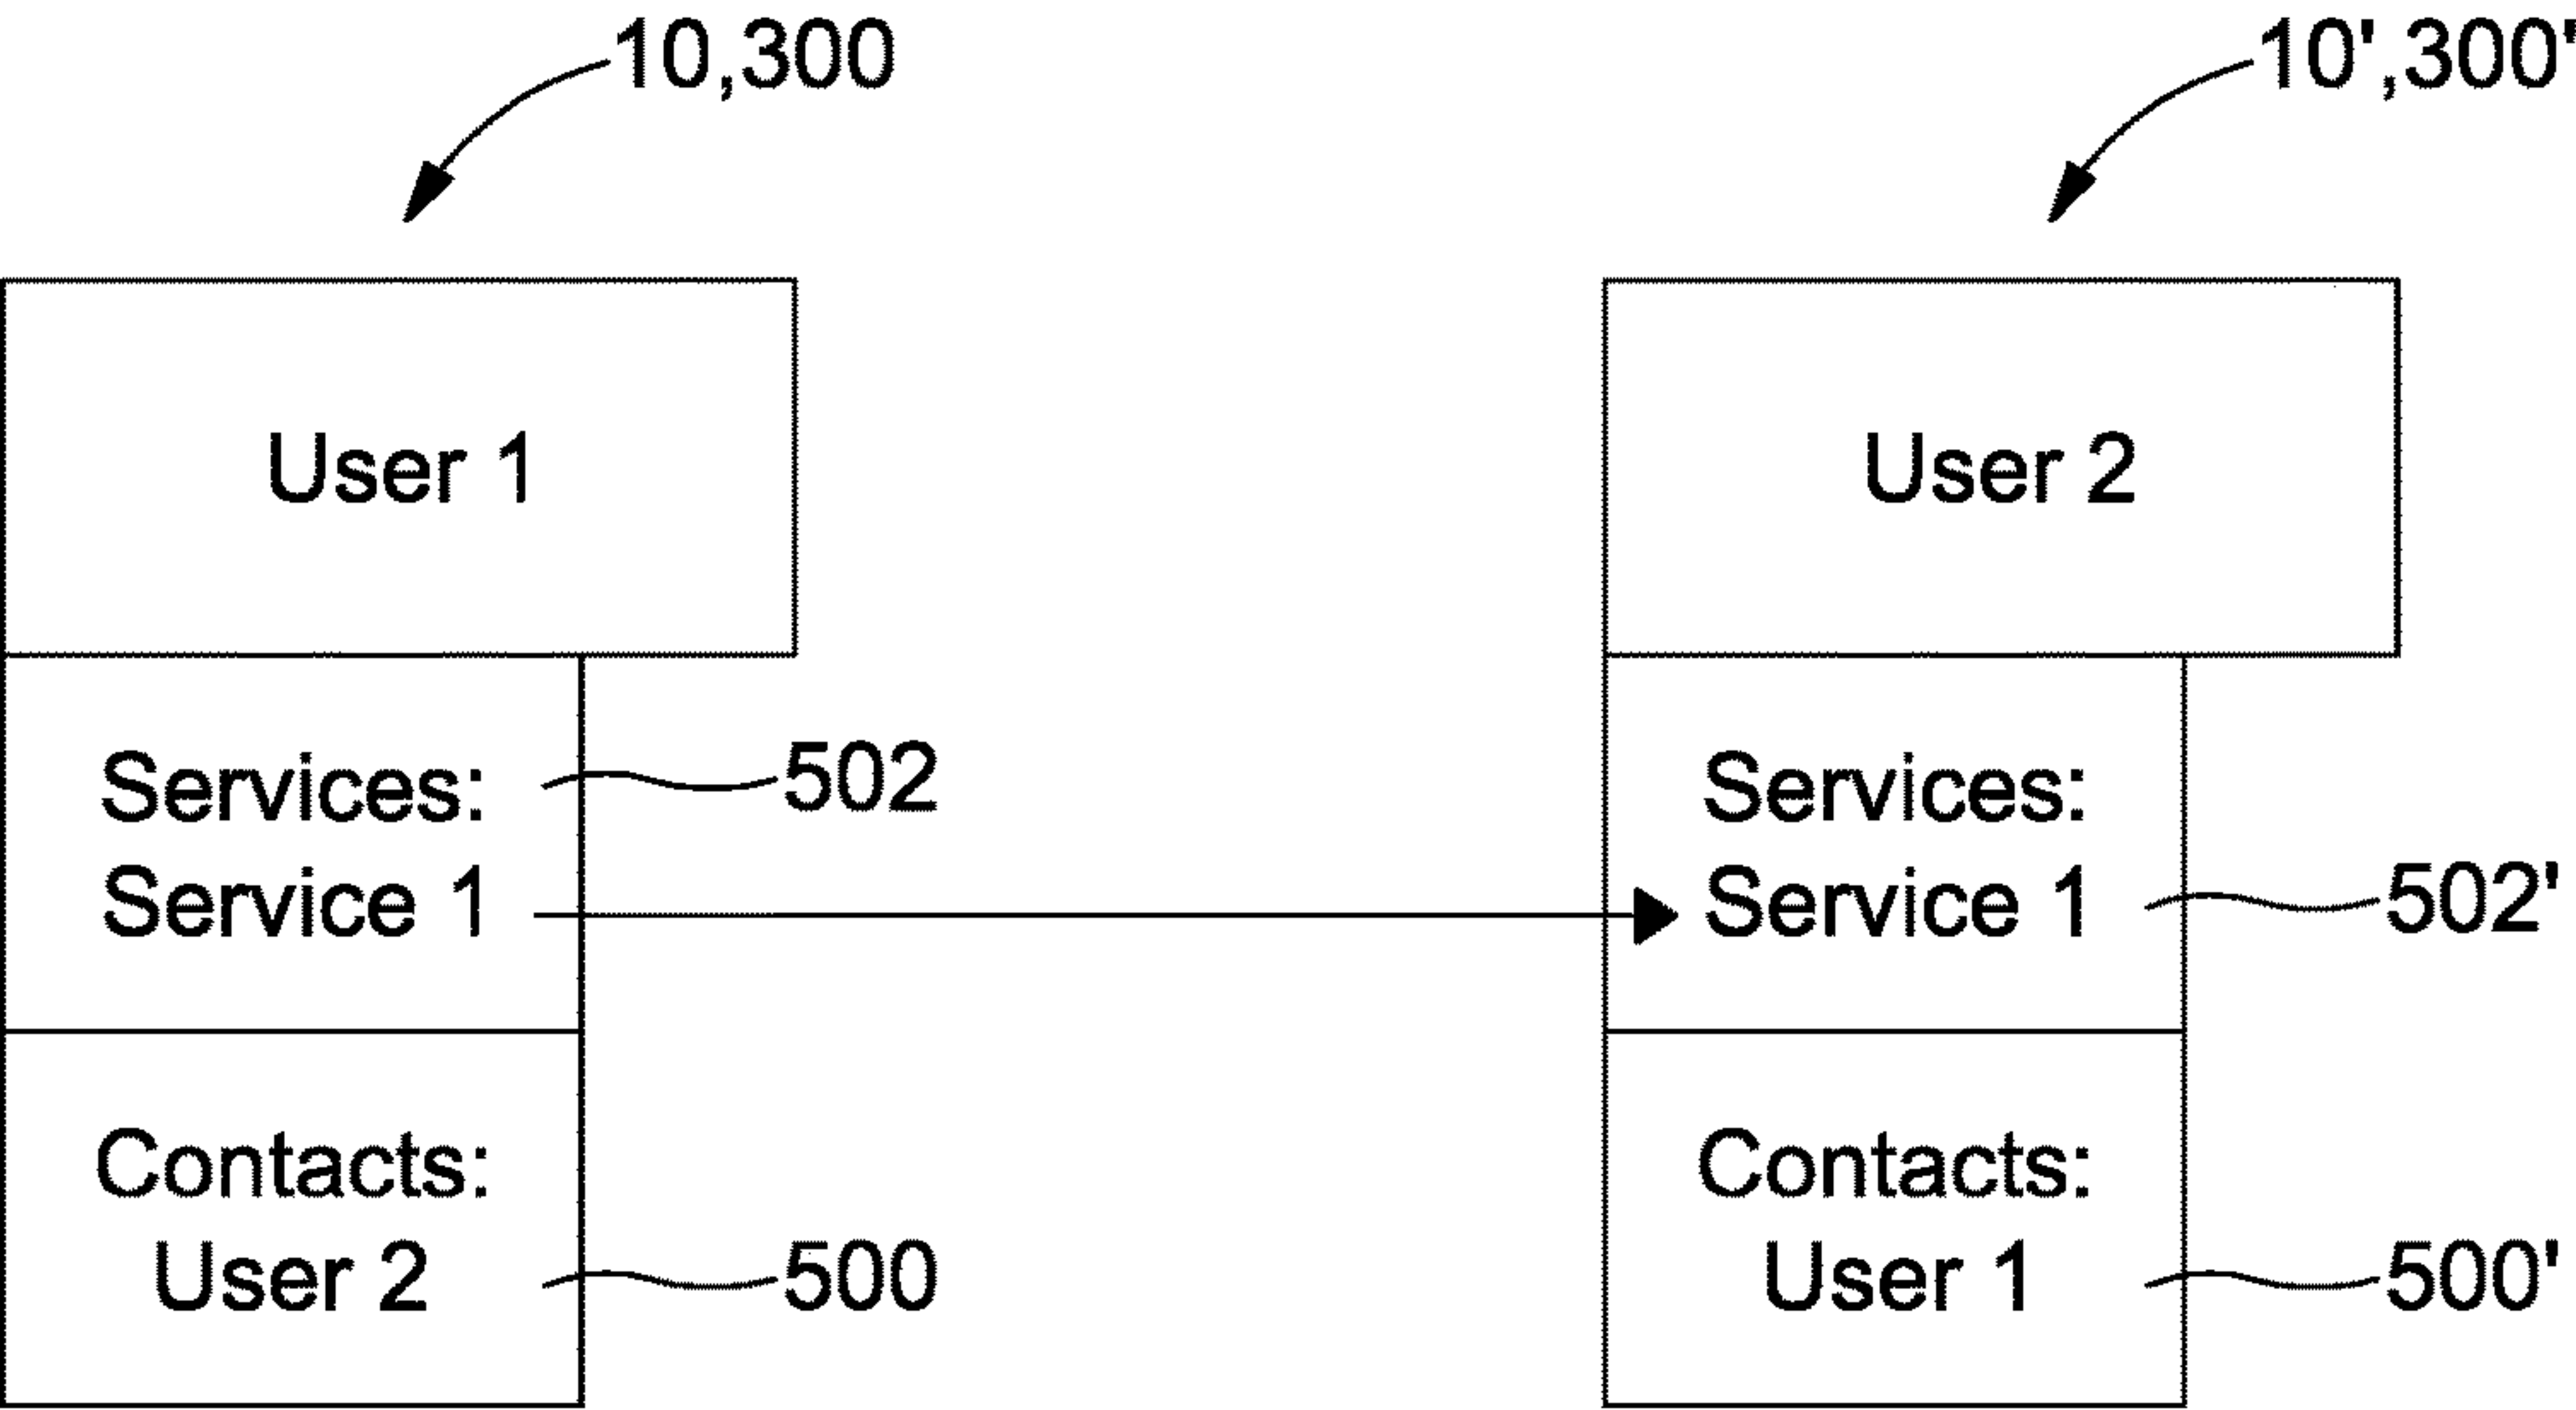 10,300
10',300'
User 1
User 2
Services:
Service 1
502
Services:
Service 1
502'
Contacts:
User 2
500
Contacts:
User 1
500'